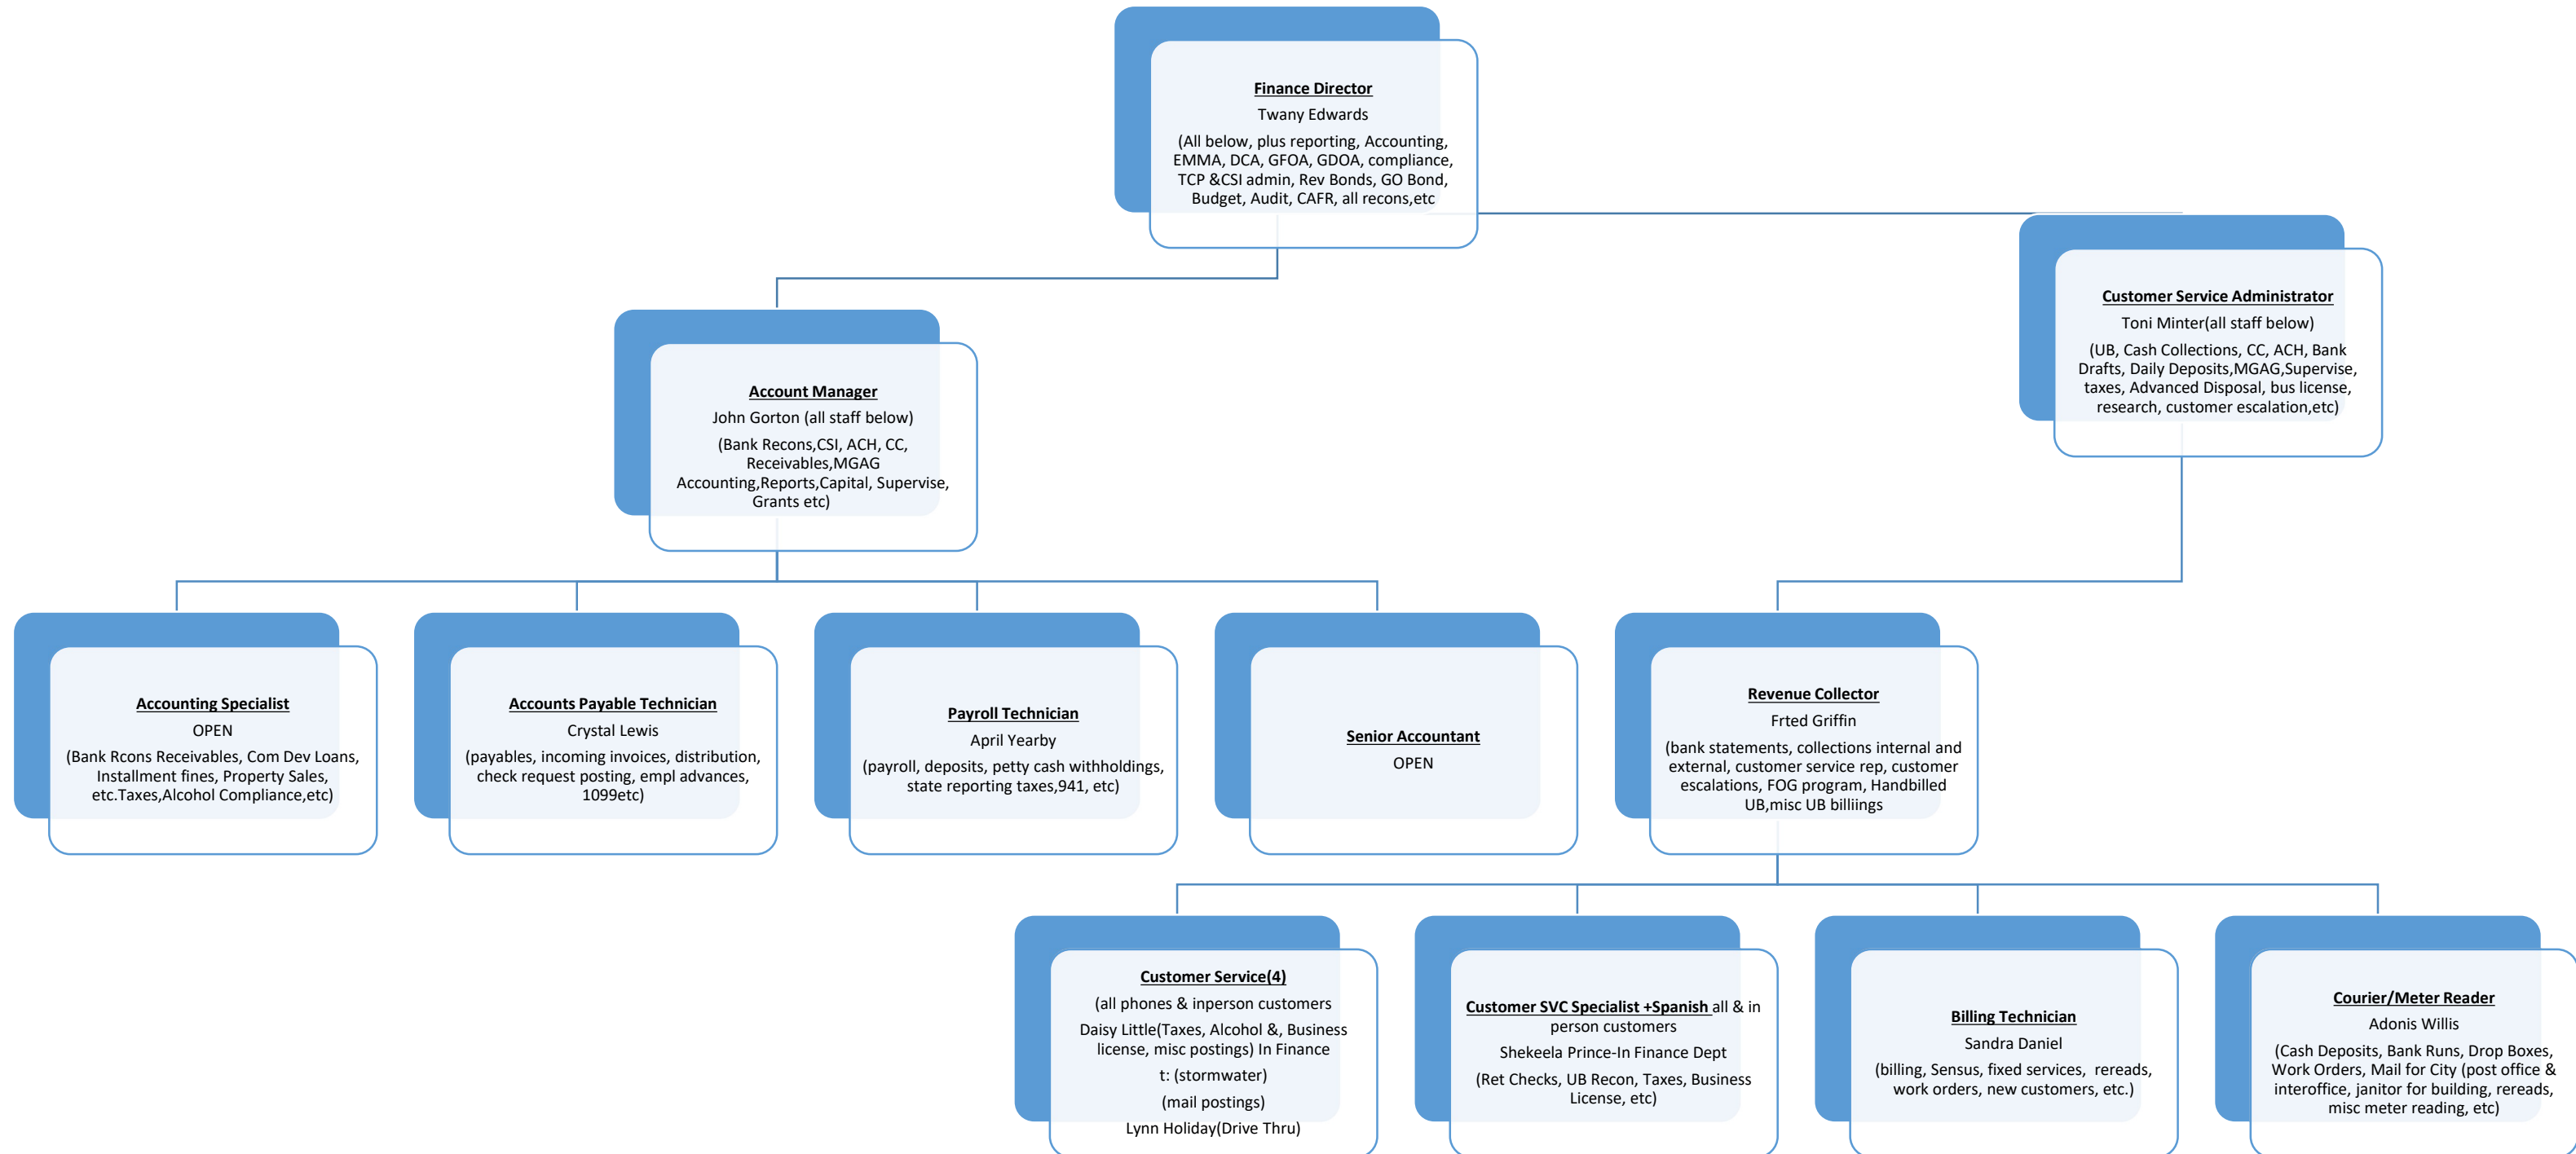 Finance Director
Twany Edwards
(All below, plus reporting, Accounting,
EMMA, DCA, GFOA, GDOA, compliance,
TCP &CSI admin, Rev Bonds, GO Bond,
Budget, Audit, CAFR, all recons,etc
Customer Service Administrator
Toni Minter(all staff below)
(UB, Cash Collections, CC, ACH, Bank
Drafts, Daily Deposits,MGAG,Supervise,
taxes, Advanced Disposal, bus license,
research, customer escalation,etc)
Account Manager
John Gorton (all staff below)
(Bank Recons,CSI, ACH, CC,
Receivables,MGAG
Accounting,Reports,Capital, Supervise,
Grants etc)
Accounting Specialist
OPEN
(Bank Rcons Receivables, Com Dev Loans,
Installment fines, Property Sales,
etc.Taxes,Alcohol Compliance,etc)
Accounts Payable Technician
Crystal Lewis
(payables, incoming invoices, distribution,
check request posting, empl advances,
1099etc)
Payroll Technician
April Yearby
(payroll, deposits, petty cash withholdings,
state reporting taxes,941, etc)
Senior Accountant
OPEN
Revenue Collector
Frted Griffin
(bank statements, collections internal and
external, customer service rep, customer
escalations, FOG program, Handbilled
UB,misc UB billiings
Customer Service(4)
(all phones & inperson customers
Daisy Little(Taxes, Alcohol &, Business
license, misc postings) In Finance
t: (stormwater)
(mail postings)
Lynn Holiday(Drive Thru)
Customer SVC Specialist +Spanish all & in
person customers
Shekeela Prince-In Finance Dept
(Ret Checks, UB Recon, Taxes, Business
License, etc)
Billing Technician
Sandra Daniel
(billing, Sensus, fixed services, rereads,
work orders, new customers, etc.)
Courier/Meter Reader
Adonis Willis
(Cash Deposits, Bank Runs, Drop Boxes,
Work Orders, Mail for City (post office &
interoffice, janitor for building, rereads,
misc meter reading, etc)